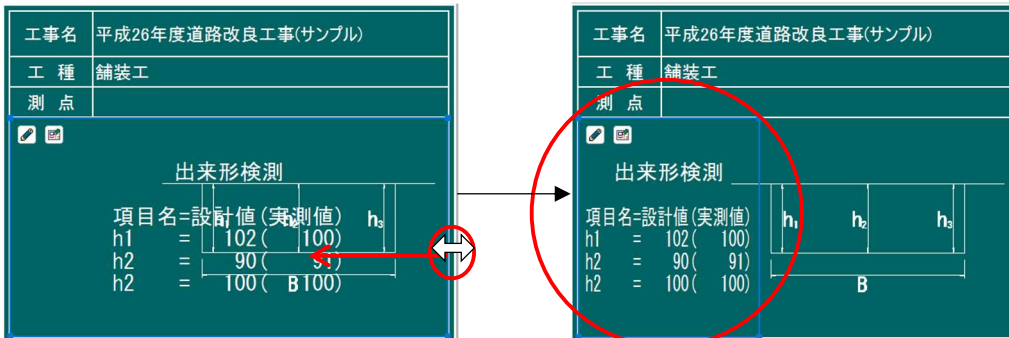 工事名 平成26年度道路改良工事(サンプル)
工 種 舗装工
測 点
出来形検測
項目名=設計値(実測値)
h1 = 102( 100)
h2 = 90( 91)
h2 = 100( 100)
h₁ h₂ h₃
B
工事名 平成26年度道路改良工事(サンプル)
工 種 舗装工
測 点
出来形検測
項目名=設計値(実測値)
h1 = 102( 100)
h2 = 90( 91)
h2 = 100( 100)
h₁ h₂ h₃
B